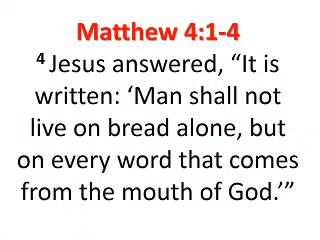 Matthew 4:1-4
4 Jesus answered, “It is
written: ‘Man shall not
live on bread alone, but
on every word that comes
from the mouth of God.’”